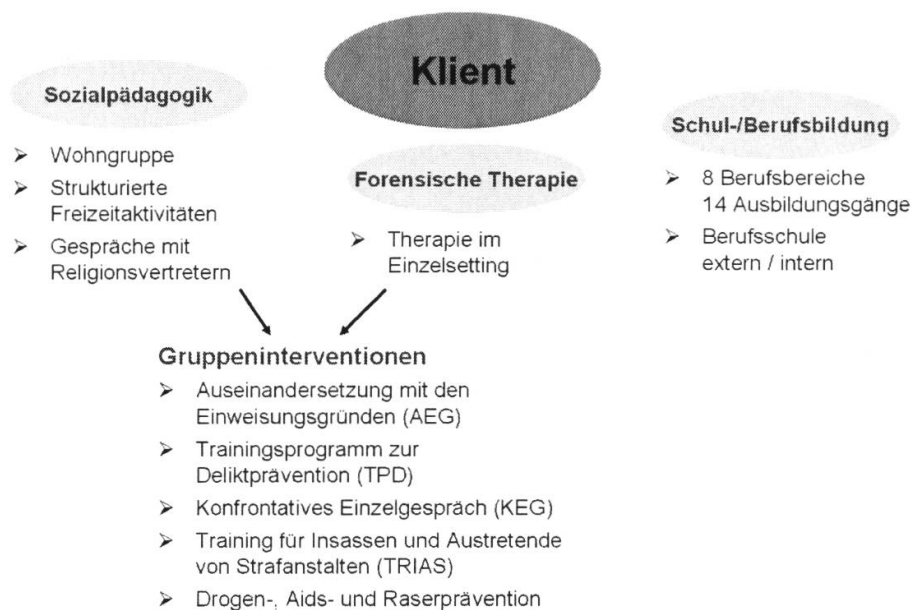 Klient
Sozialpädagogik
➢ Wohngruppe
➢ Strukturierte
Freizeitaktivitäten
➢ Gespräche mit
Religionsvertretern
Forensische Therapie
➢ Therapie im
Einzelsetting
Schul-/Berufsbildung
➢ 8 Berufsbereiche
14 Ausbildungsgänge
➢ Berufsschule
extern / intern
Gruppeninterventionen
➢ Auseinandersetzung mit den
Einweisungsgründen (AEG)
➢ Trainingsprogramm zur
Deliktprävention (TPD)
➢ Konfrontatives Einzelgespräch (KEG)
➢ Training für Insassen und Austretende
von Strafanstalten (TRIAS)
➢ Drogen-, Aids- und Raserprävention